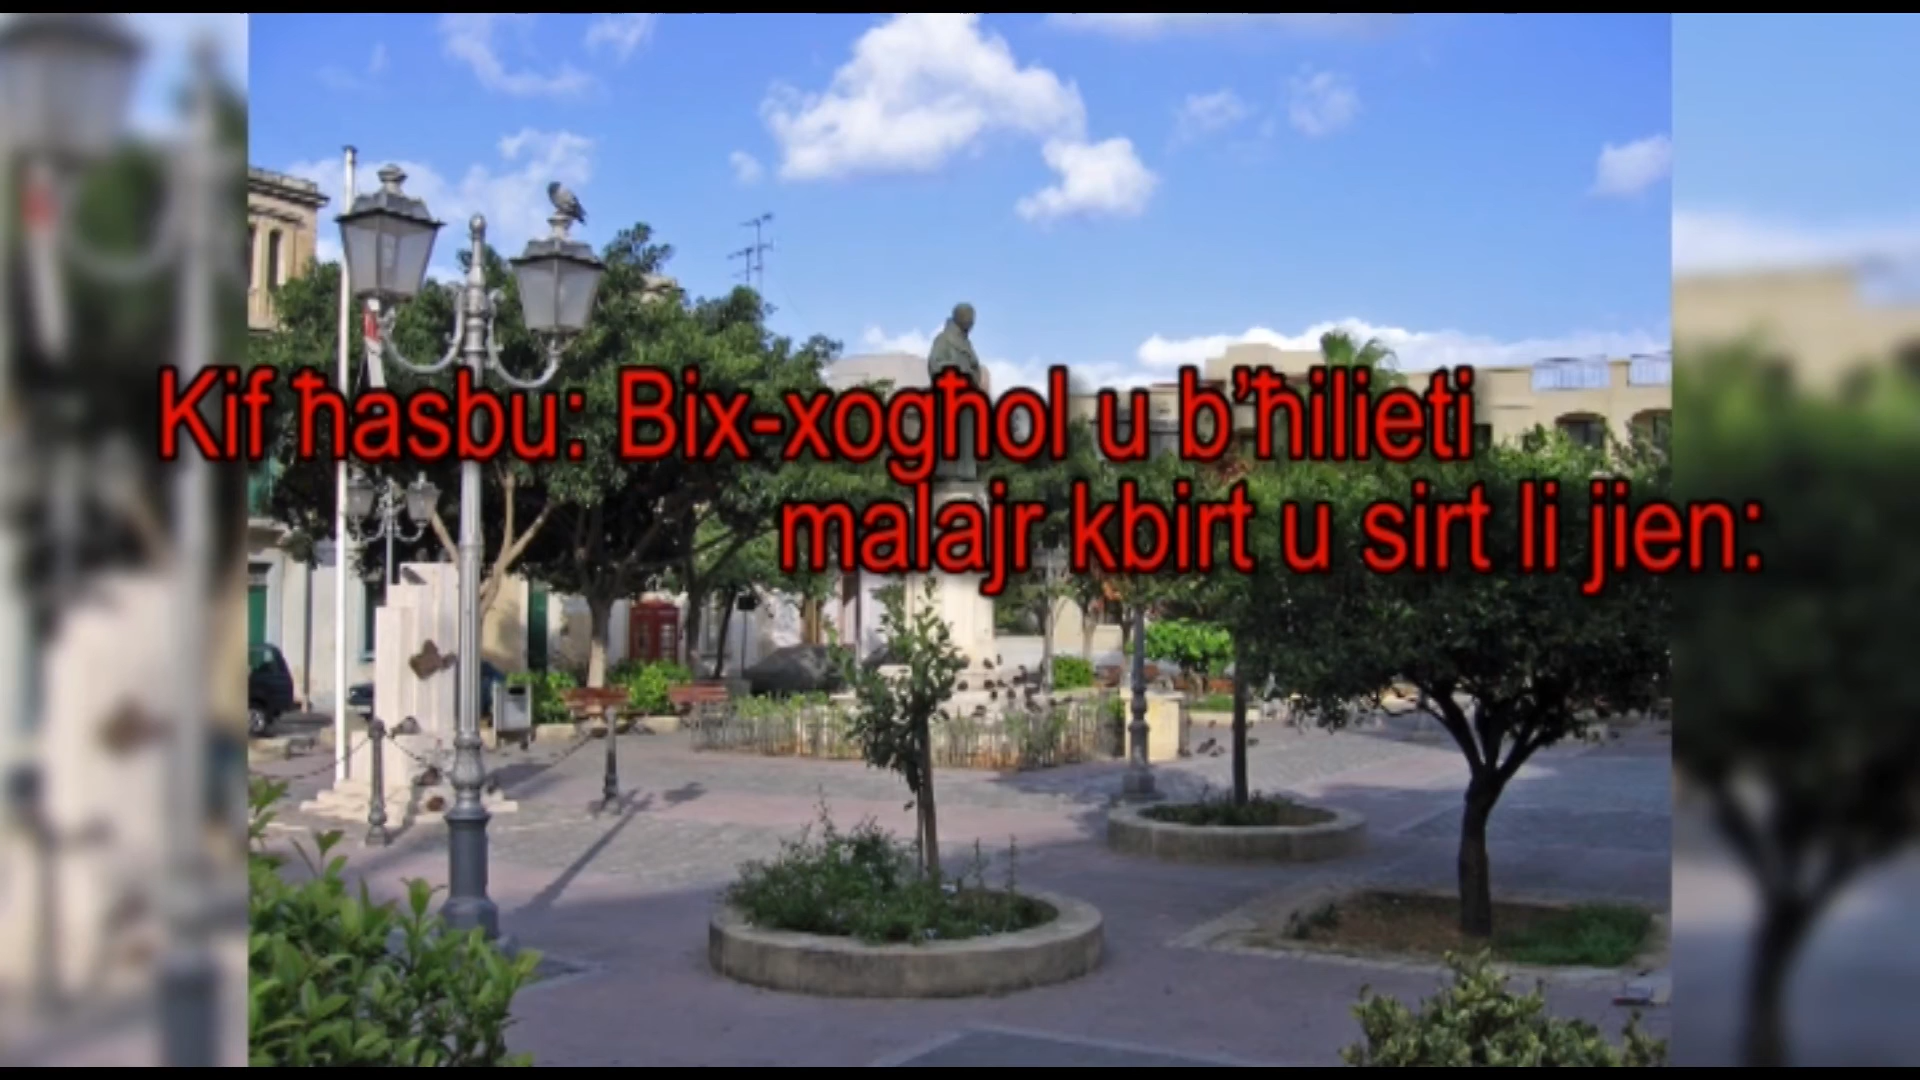 Kif ħasbu: Bix-xogħol u b’ħilieti
malajr kbirt u sirt li jien: